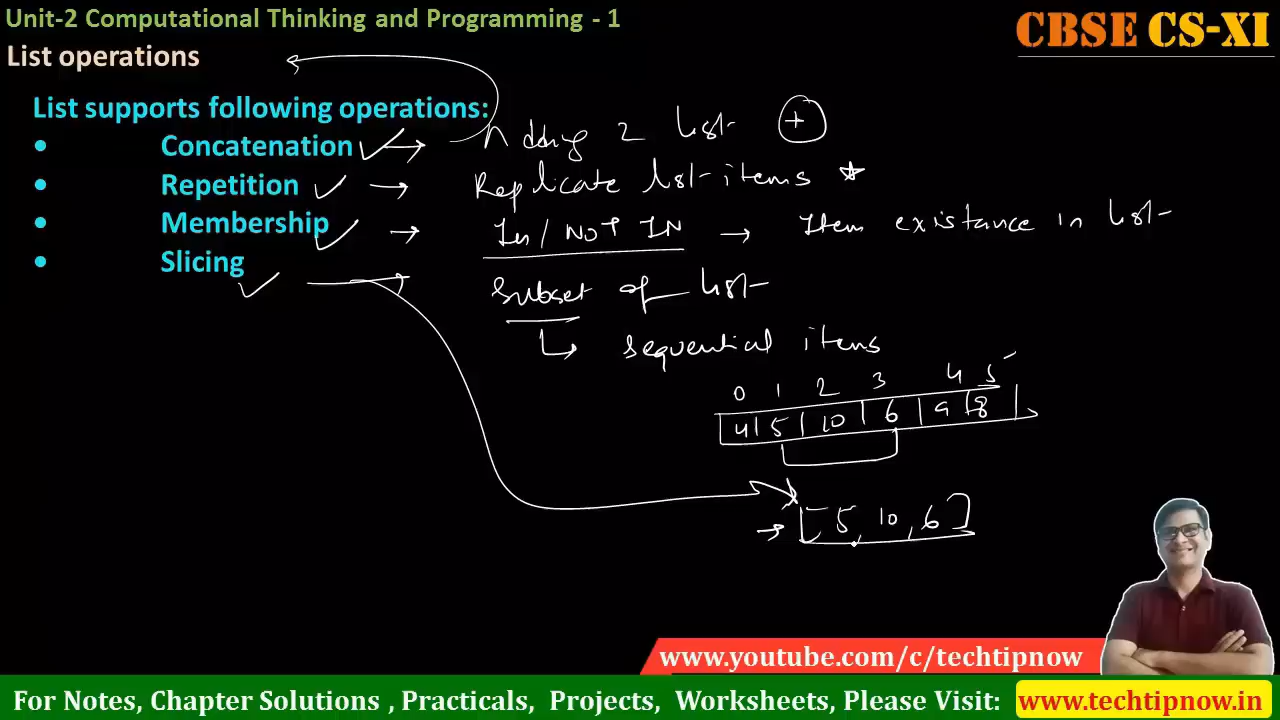 Unit-2 Computational Thinking and Programming - 1
CBSE CS-XI
List operations
List supports following operations:
• Concatenation → Adding 2 list +
• Repetition → Replicate list items *
• Membership → In / NOT IN → Item existance in list
• Slicing → subset of list
↳ sequential items
0 1 2 3 4 5
4 5 10 6 9 8
→ [5, 10, 6]
www.youtube.com/c/techtipnow
For Notes, Chapter Solutions , Practicals, Projects, Worksheets, Please Visit: www.techtipnow.in